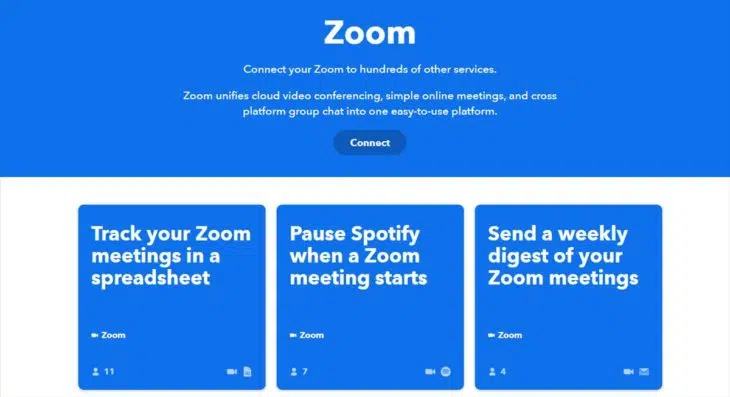 Zoom
Connect your Zoom to hundreds of other services.
Zoom unifies cloud video conferencing, simple online meetings, and cross
platform group chat into one easy-to-use platform.
Connect
Track your Zoom
meetings in a
spreadsheet
Zoom
11
Pause Spotify
when a Zoom
meeting starts
Zoom
7
Send a weekly
digest of your
Zoom meetings
Zoom
4